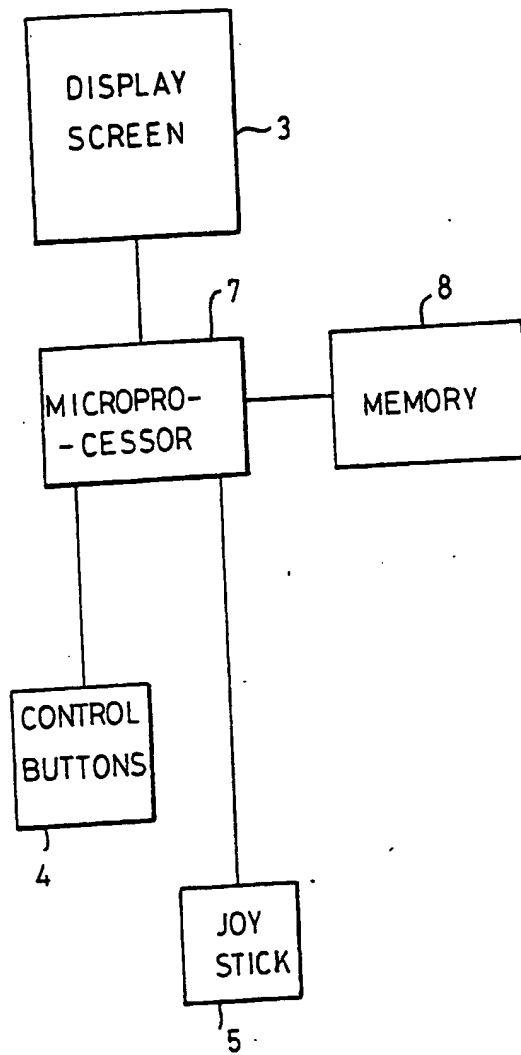 DISPLAY
SCREEN
3
7
8
MICROPRO-
-CESSOR
MEMORY
CONTROL
BUTTONS
4
JOY
STICK
5